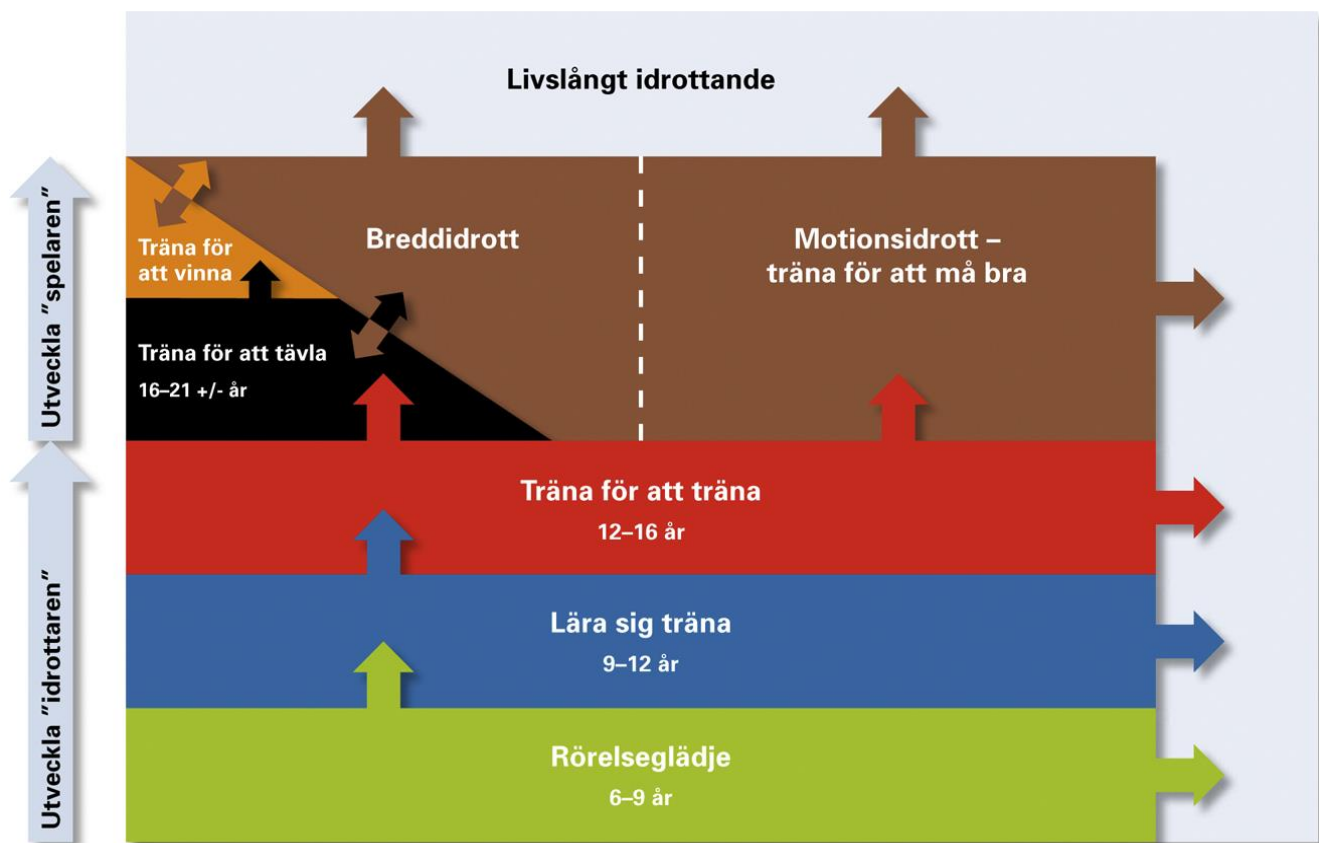 Livslångt idrottande
Utveckla ”spelaren”
Träna för
att vinna
Breddidrott
Motionsidrott –
träna för att må bra
Träna för att tävla
16–21 +/- år
Utveckla ”idrottaren”
Träna för att träna
12–16 år
Lära sig träna
9–12 år
Rörelseglädje
6–9 år